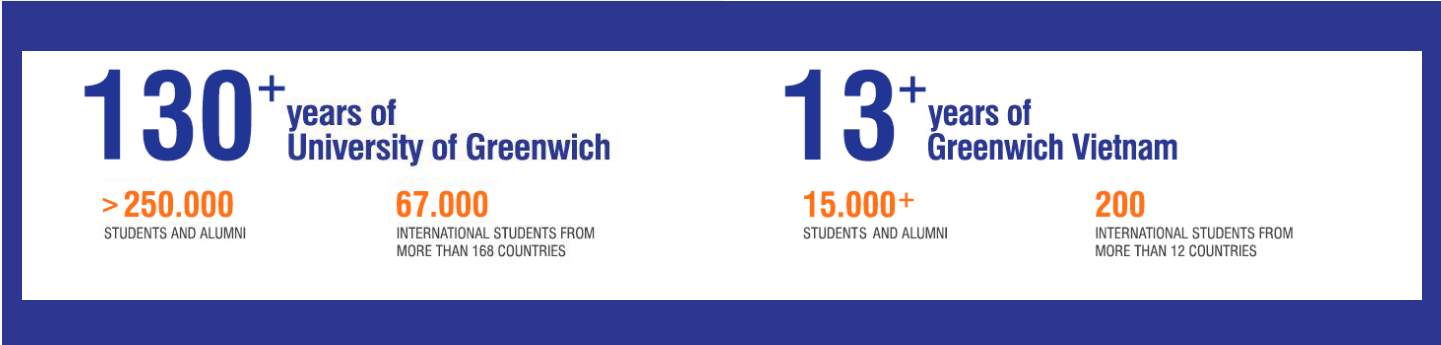 130+ years of
University of Greenwich
> 250.000
STUDENTS AND ALUMNI
67.000
INTERNATIONAL STUDENTS FROM
MORE THAN 168 COUNTRIES
13+ years of
Greenwich Vietnam
15.000+
STUDENTS AND ALUMNI
200
INTERNATIONAL STUDENTS FROM
MORE THAN 12 COUNTRIES